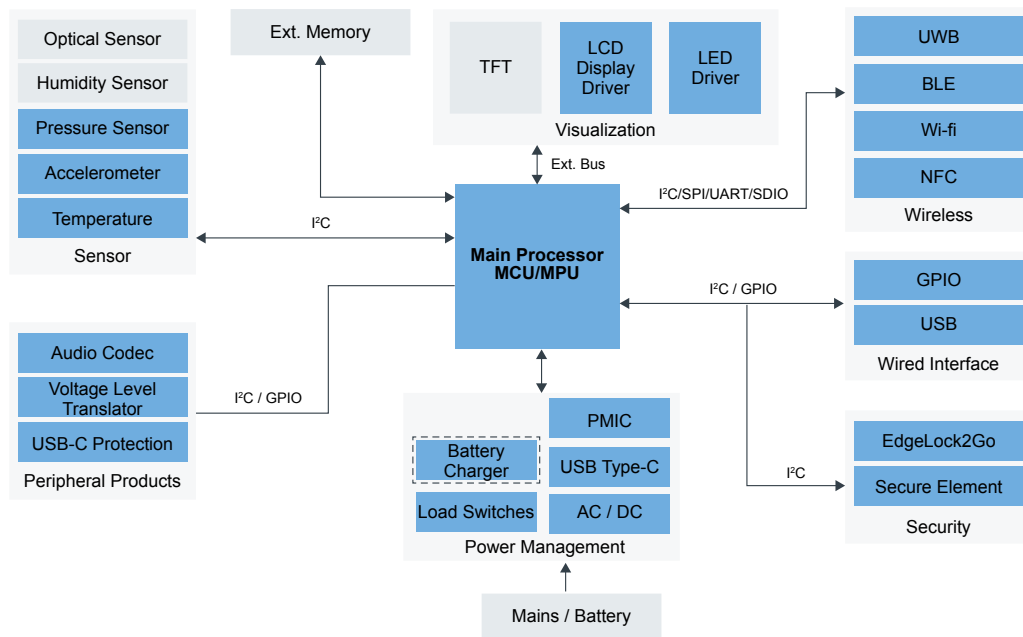 Optical Sensor
Humidity Sensor
Pressure Sensor
Accelerometer
Temperature
Sensor
Ext. Memory
TFT
LCD
Display
Driver
LED
Driver
Visualization
Ext. Bus
UWB
BLE
Wi-fi
NFC
Wireless
I²C/SPI/UART/SDIO
I²C
Main Processor
MCU/MPU
I²C / GPIO
GPIO
USB
Wired Interface
Audio Codec
Voltage Level
Translator
USB-C Protection
Peripheral Products
I²C / GPIO
PMIC
Battery
Charger
USB Type-C
Load Switches
AC / DC
Power Management
I²C
EdgeLock2Go
Secure Element
Security
Mains / Battery